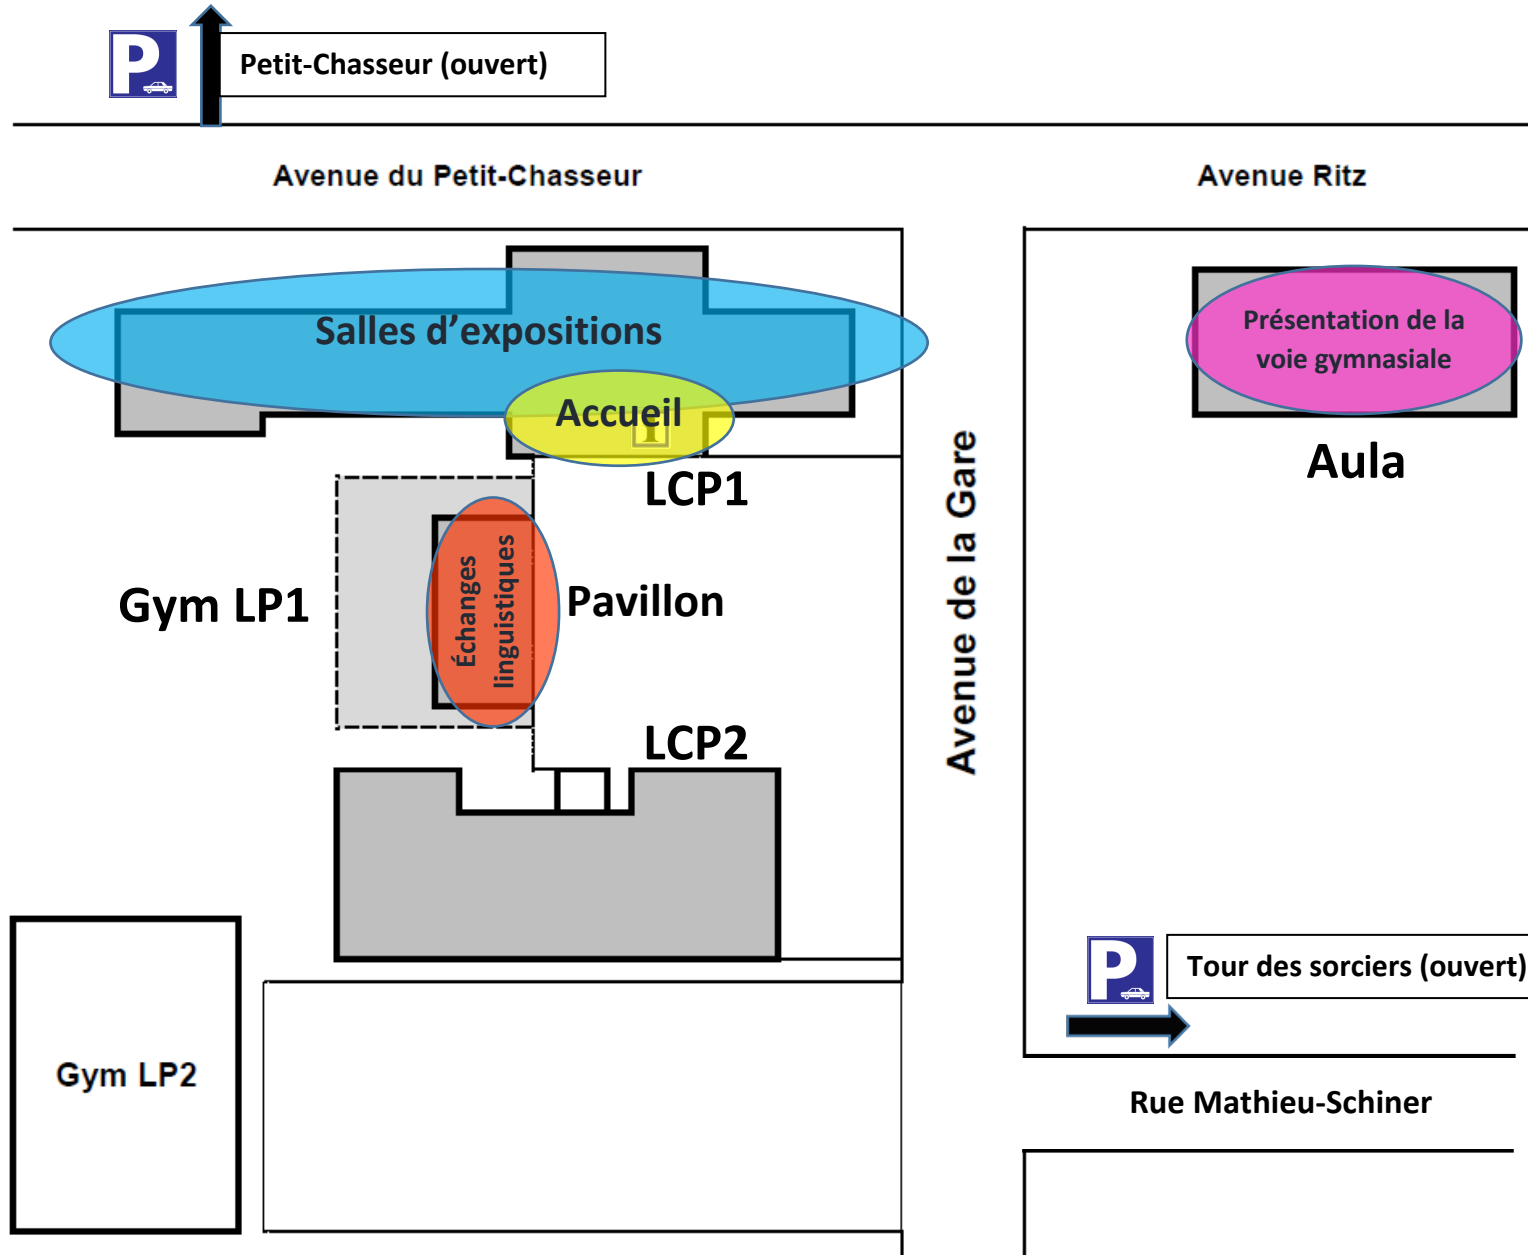 P
Petit-Chasseur (ouvert)
Avenue du Petit-Chasseur
Avenue Ritz
Salles d’expositions
Présentation de la
voie gymnasiale
Accueil
Aula
LCP1
Avenue de la Gare
Échanges
linguistiques
Gym LP1
Pavillon
LCP2
P
Tour des sorciers (ouvert)
Gym LP2
Rue Mathieu-Schiner